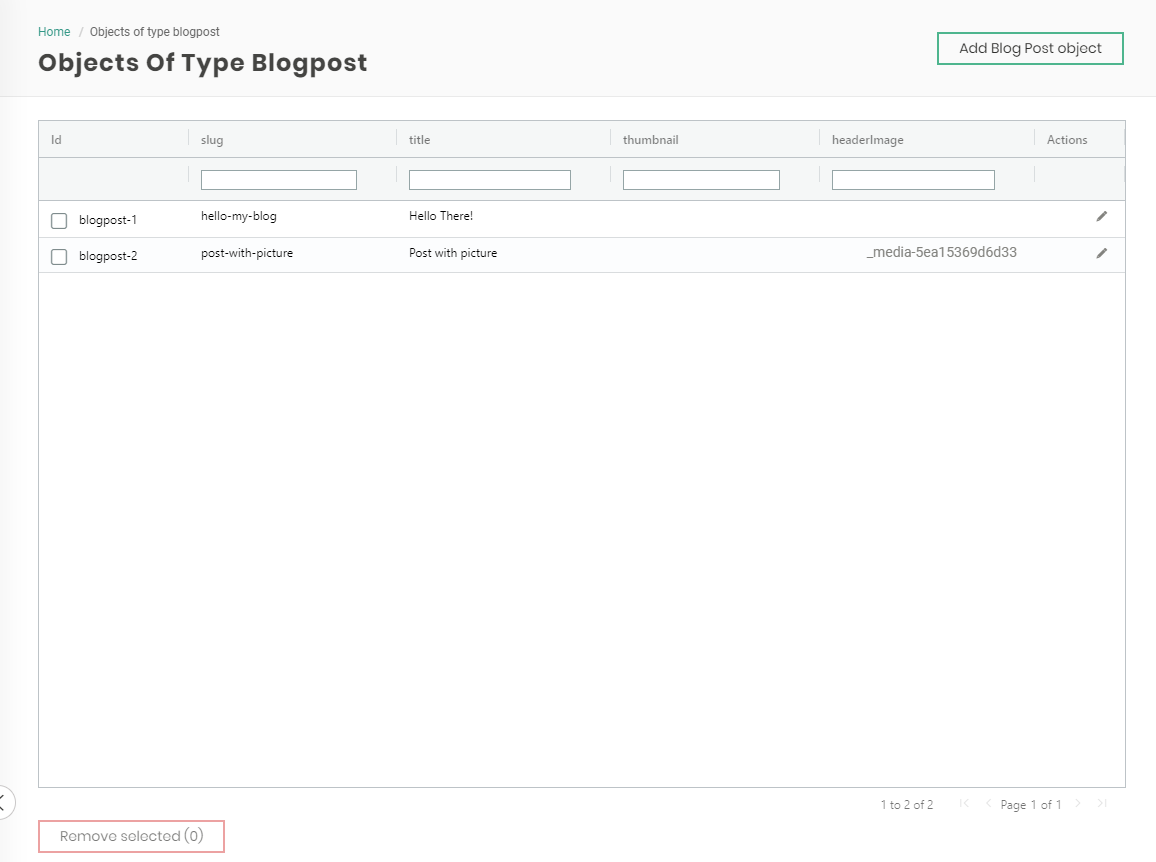 Home / Objects of type blogpost
Objects Of Type Blogpost
Add Blog Post object
Id slug title thumbnail headerImage Actions
blogpost-1 hello-my-blog Hello There!
blogpost-2 post-with-picture Post with picture _media-5ea15369d6d33
1 to 2 of 2 Page 1 of 1
Remove selected (0)